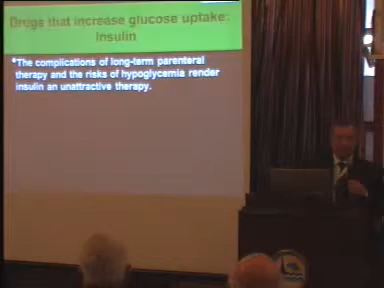 Drugs that increase glucose uptake:
Insulin
•The complications of long-term parenteral
therapy and the risks of hypoglycemia render
insulin an unattractive therapy.